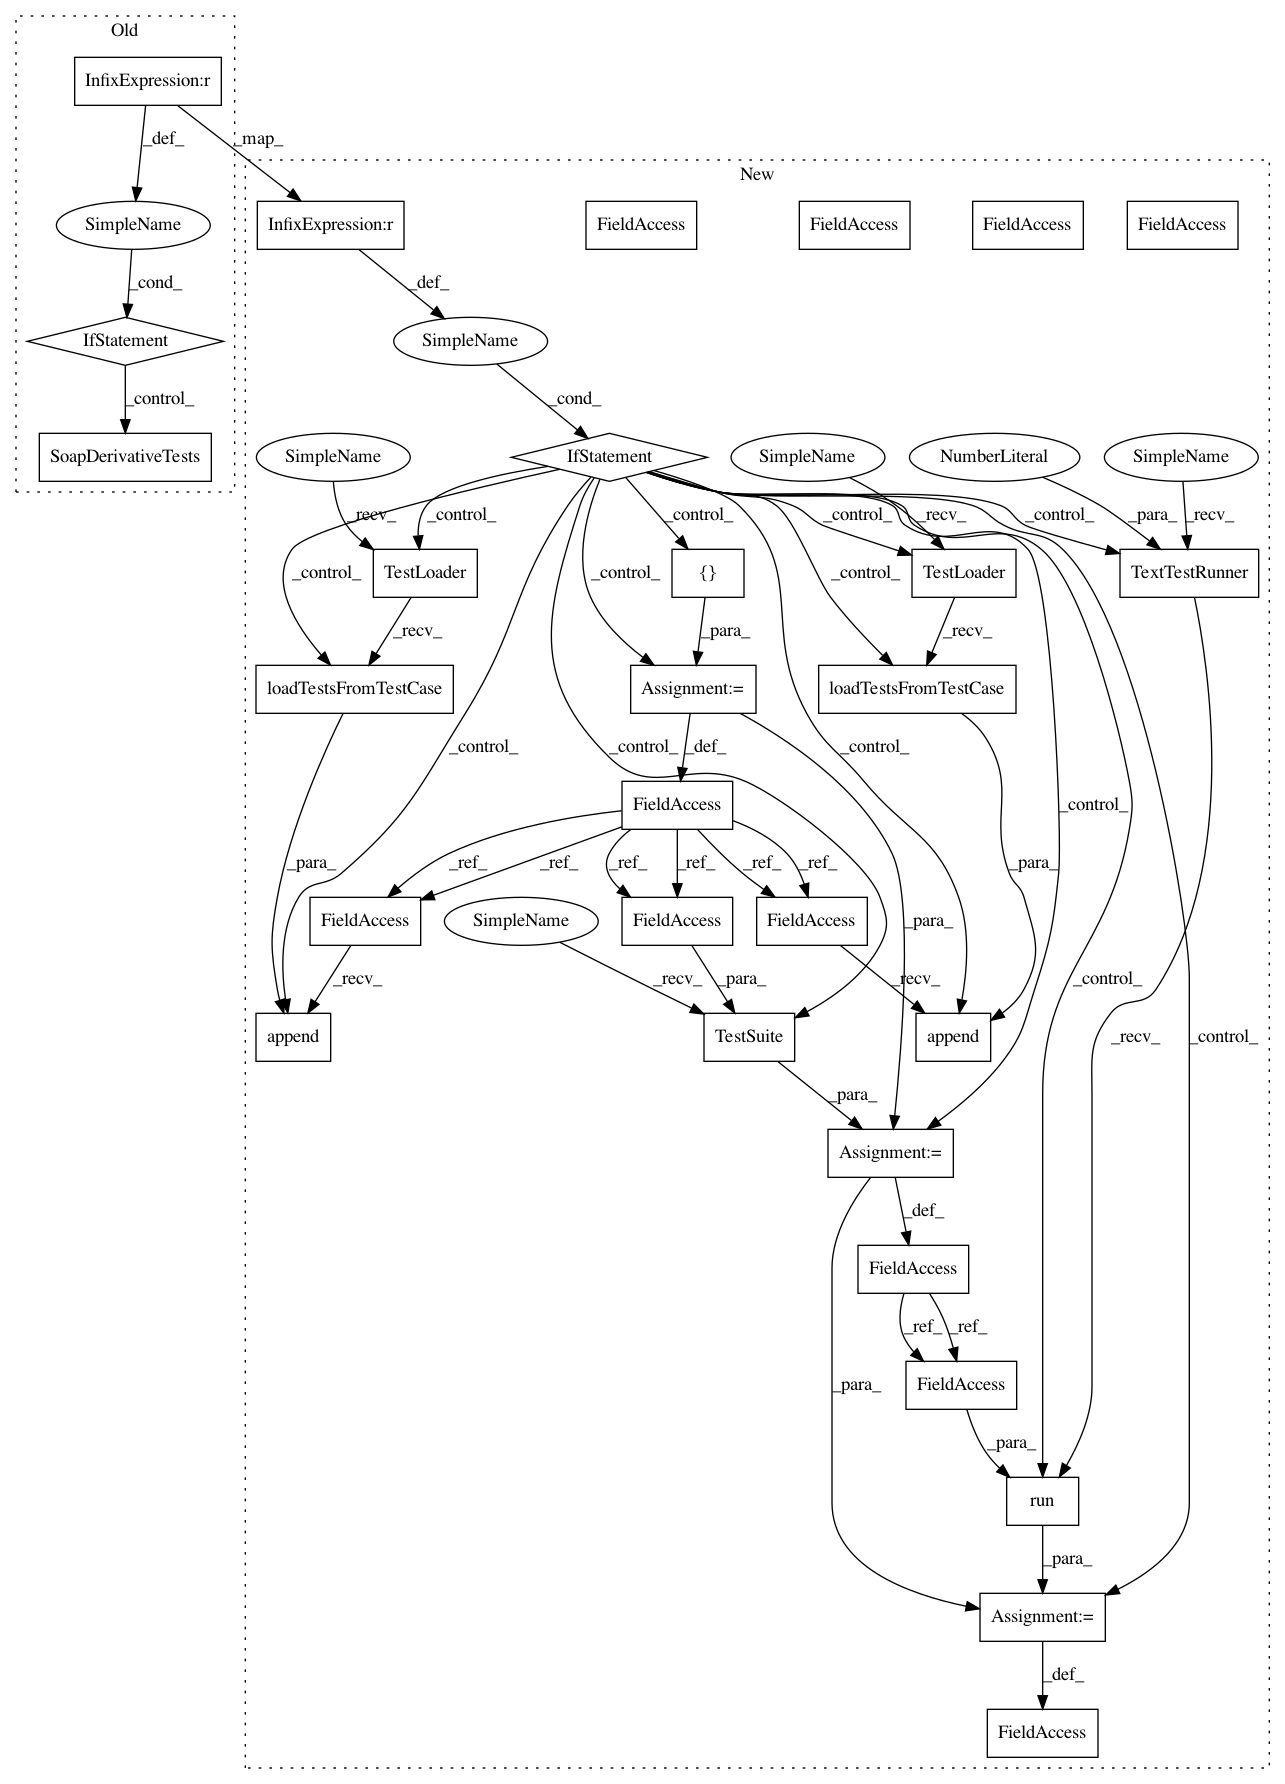 Old
InfixExpression:r
_def_
_map_
New
SimpleName
InfixExpression:r
FieldAccess
FieldAccess
FieldAccess
FieldAccess
_cond_
_def_
IfStatement
SimpleName
_control_
_cond_
SoapDerivativeTests
SimpleName
IfStatement
SimpleName
NumberLiteral
SimpleName
_recv_
_control_
_control_
_control_
_recv_
_control_
_para_
_recv_
_control_
TestLoader
_control_
{}
_control_
TestLoader
TextTestRunner
_recv_
_para_
_recv_
loadTestsFromTestCase
Assignment:=
loadTestsFromTestCase
_control_
_control_
_def_
_control_
_control_
FieldAccess
_para_
_ref_
_ref_
_ref_
_ref_
_ref_
_ref_
_para_
FieldAccess
SimpleName
FieldAccess
FieldAccess
_para_
_recv_
_recv_
_para_
_recv_
_control_
append
TestSuite
append
_recv_
_control_
_para_
Assignment:=
_def_
FieldAccess
_ref_
_ref_
_para_
FieldAccess
_para_
run
_para_
Assignment:=
_def_
FieldAccess